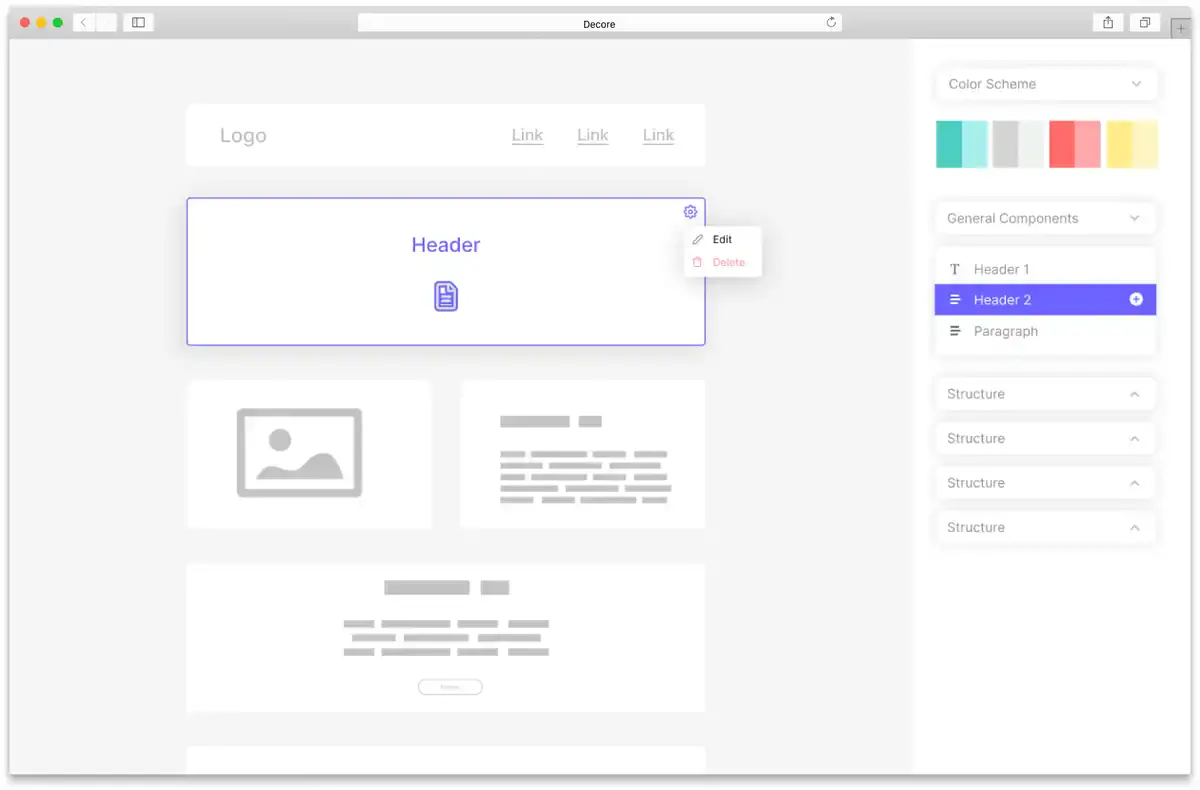 Decore
Logo
Link Link Link
Header
Edit
Delete
Color Scheme
General Components
Header 1
Header 2
Paragraph
Structure
Structure
Structure
Structure